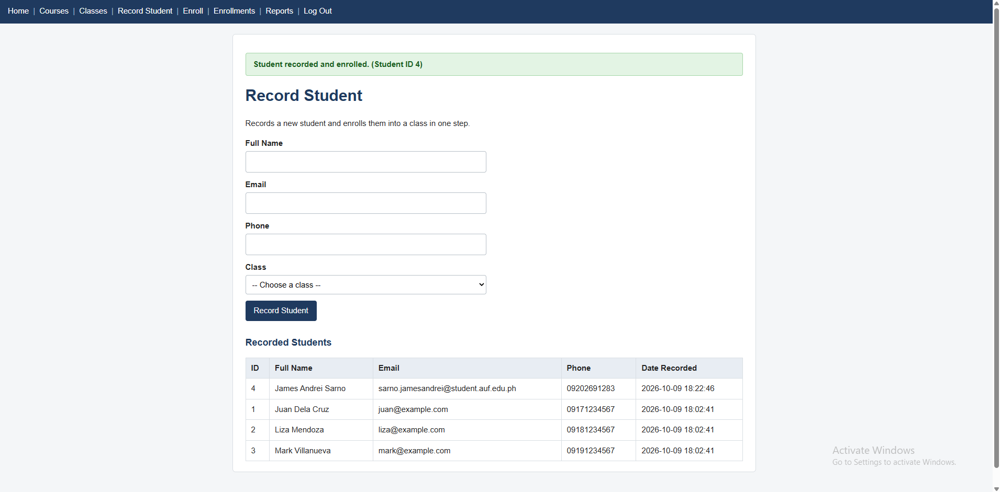 Home | Courses | Classes | Record Student | Enroll | Enrollments | Reports | Log Out
Student recorded and enrolled. (Student ID 4)
Record Student
Records a new student and enrolls them into a class in one step.
Full Name
Email
Phone
Class
-- Choose a class --
Record Student
Recorded Students
ID Full Name Email Phone Date Recorded
4 James Andrei Sarno sarno.jamesandrei@student.auf.edu.ph 09202691283 2026-10-09 18:22:46
1 Juan Dela Cruz juan@example.com 09171234567 2026-10-09 18:02:41
2 Liza Mendoza liza@example.com 09181234567 2026-10-09 18:02:41
3 Mark Villanueva mark@example.com 09191234567 2026-10-09 18:02:41
Activate Windows
Go to Settings to activate Windows.